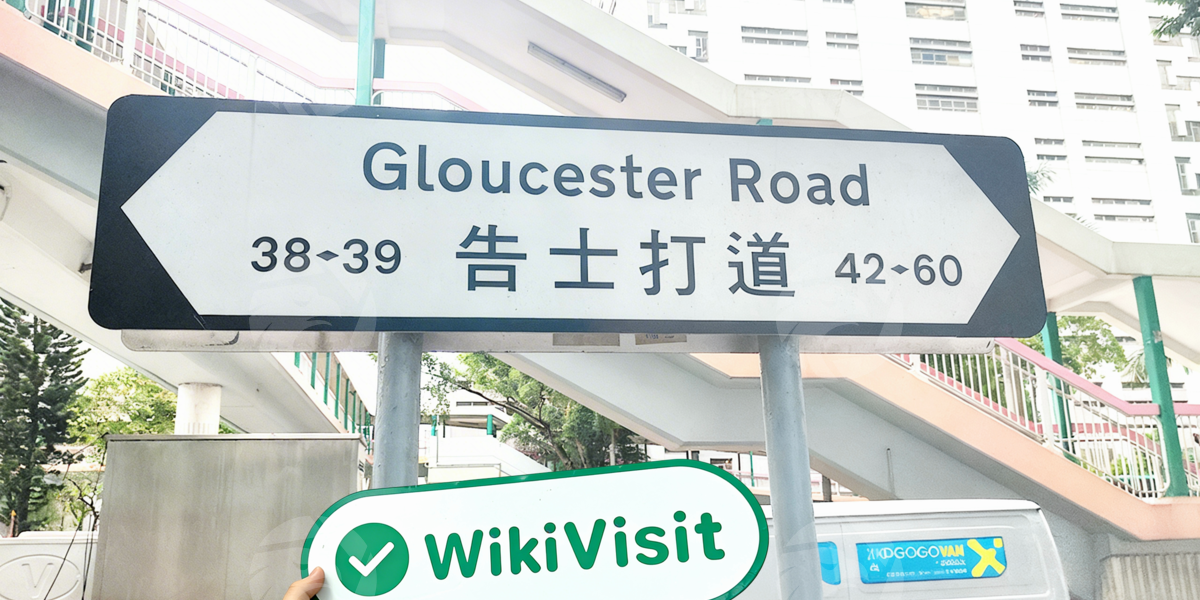 Gloucester Road
38 39 告士打道 42 60
WikiVisit
GOGOVAN